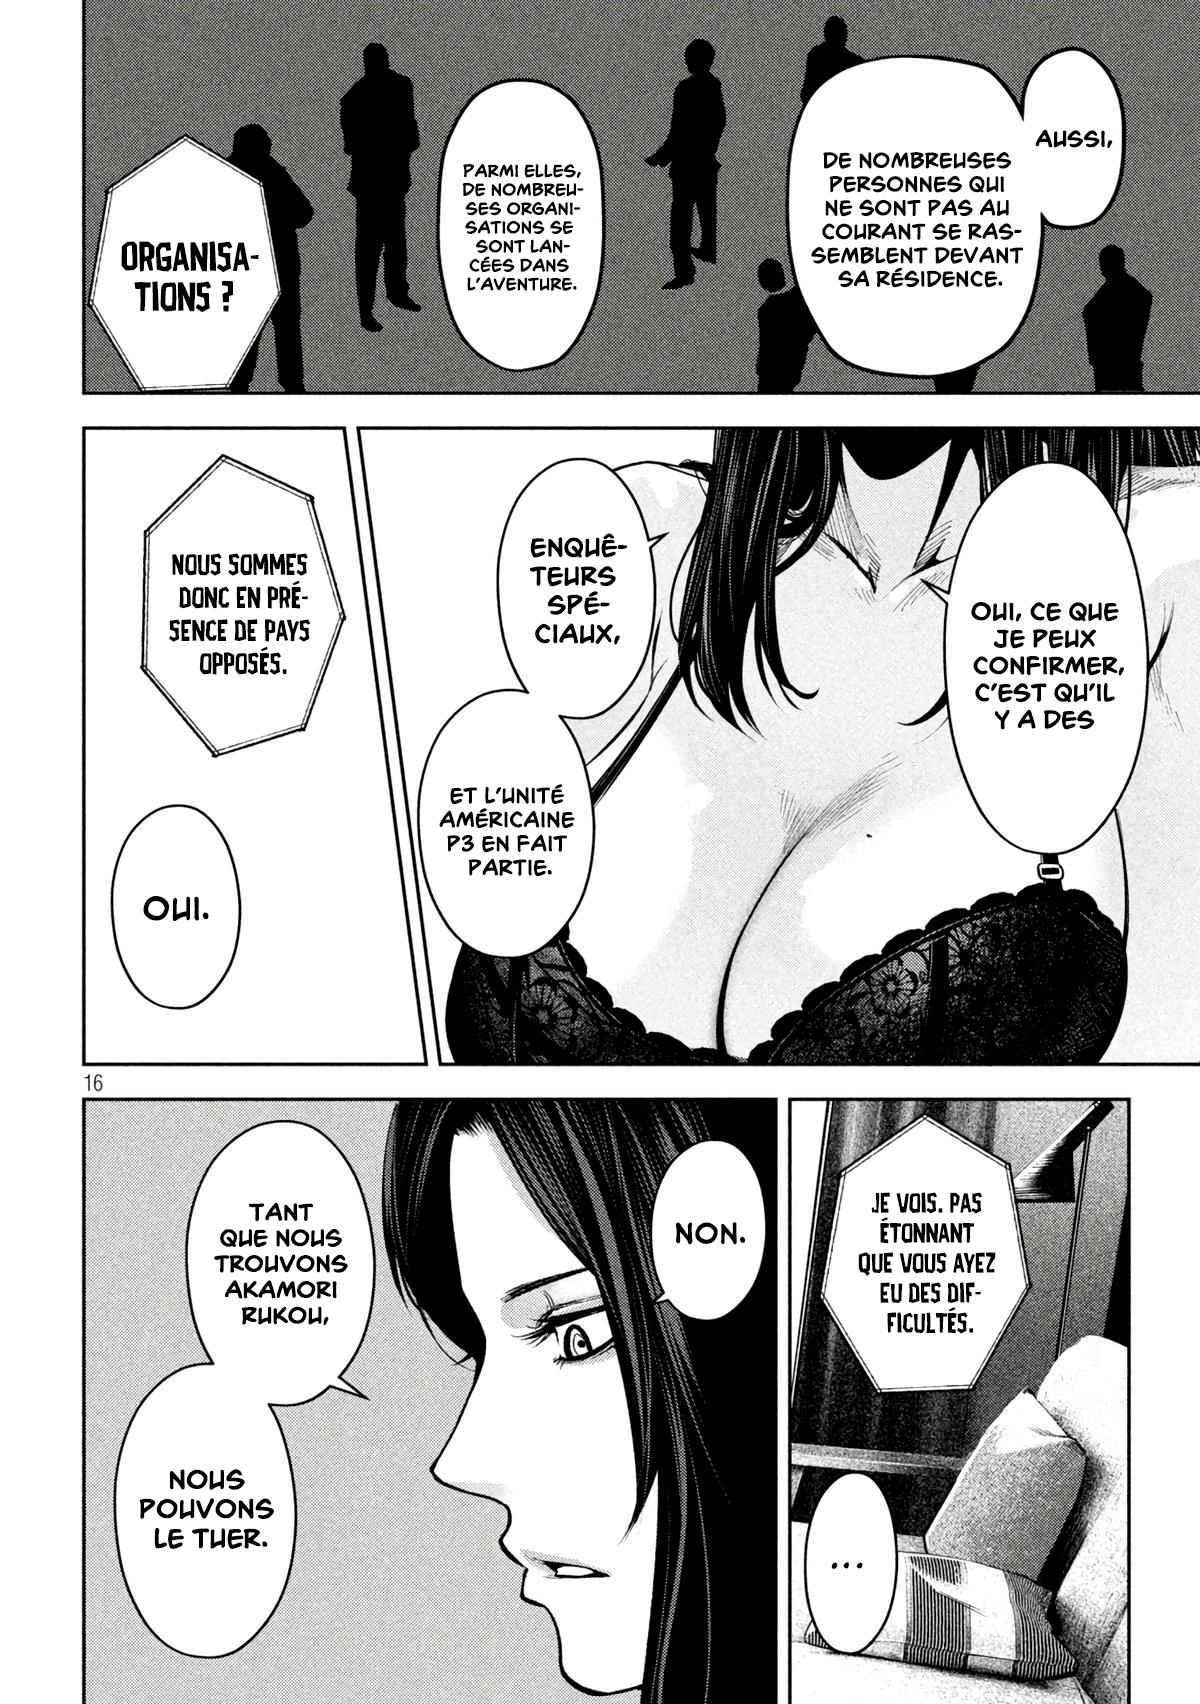 AUSSI,
DE NOMBREUSES
PERSONNES QUI
NE SONT PAS AU
COURANT SE RAS-
SEMBLENT DEVANT
SA RÉSIDENCE.
PARMI ELLES,
DE NOMBREU-
SES ORGANI-
SATIONS SE
SONT LAN-
CÉES DANS
L'AVENTURE.
ORGANISA-
TIONS ?
OUI, CE QUE
JE PEUX
CONFIRMER,
C'EST QU'IL
Y A DES
ENQUÊ-
TEURS
SPÉ-
CIAUX,
ET L'UNITÉ
AMÉRICAINE
P3 EN FAIT
PARTIE.
NOUS SOMMES
DONC EN PRÉ-
SENCE DE PAYS
OPPOSÉS.
OUI.
16
JE VOIS. PAS
ÉTONNANT
QUE VOUS AYEZ
EU DES DIF-
FICULTÉS.
...
NON.
TANT
QUE NOUS
TROUVONS
AKAMORI
RUKOU,
NOUS
POUVONS
LE TUER.